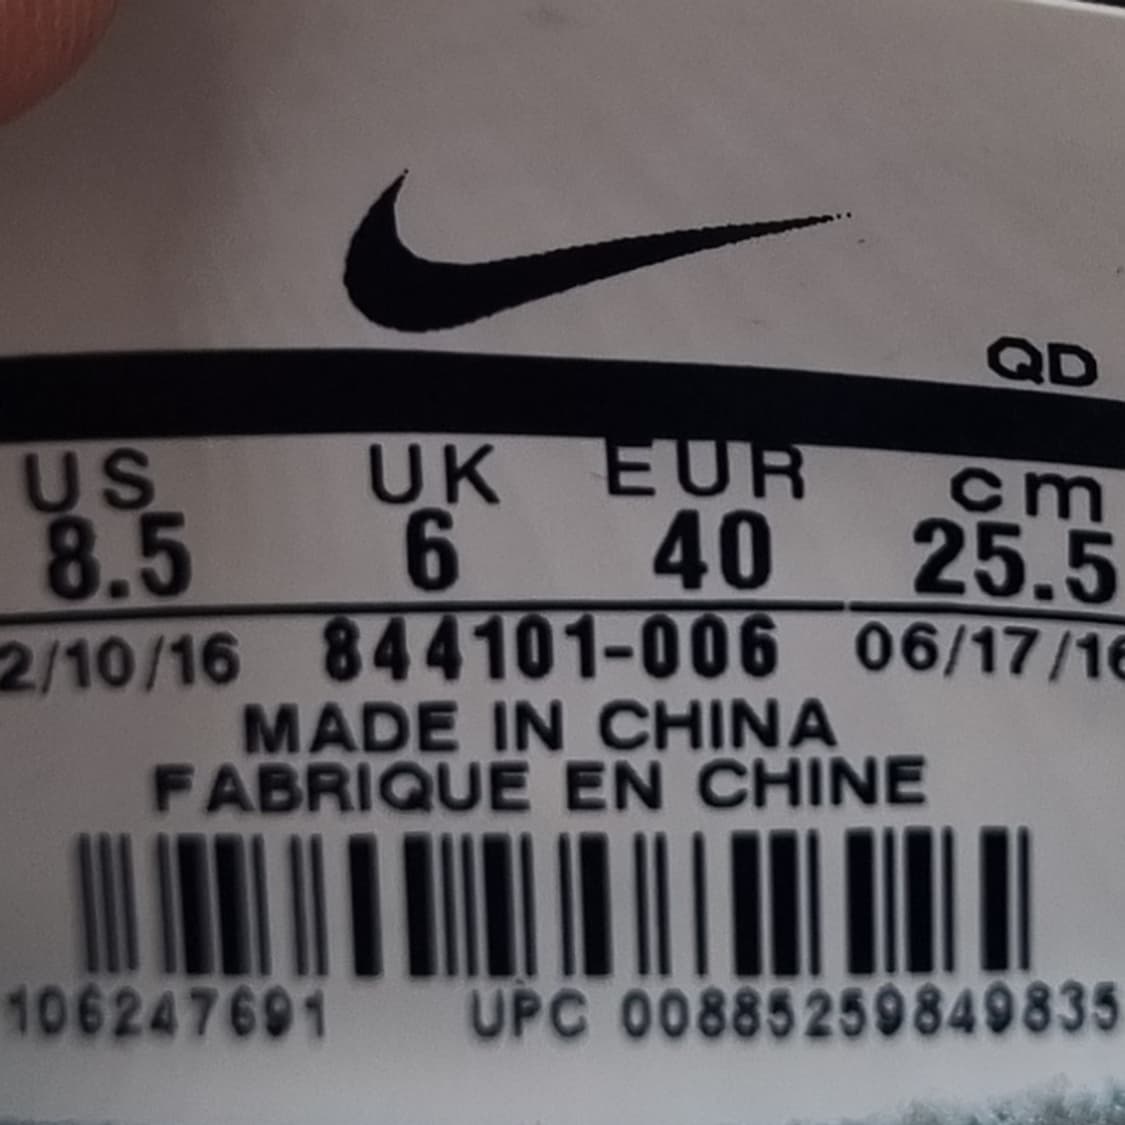 QD
US UK EUR cm
8.5 6 40 25.5
2/10/16 844101-006 06/17/16
MADE IN CHINA
FABRIQUE EN CHINE
106247691 UPC 00885259849835